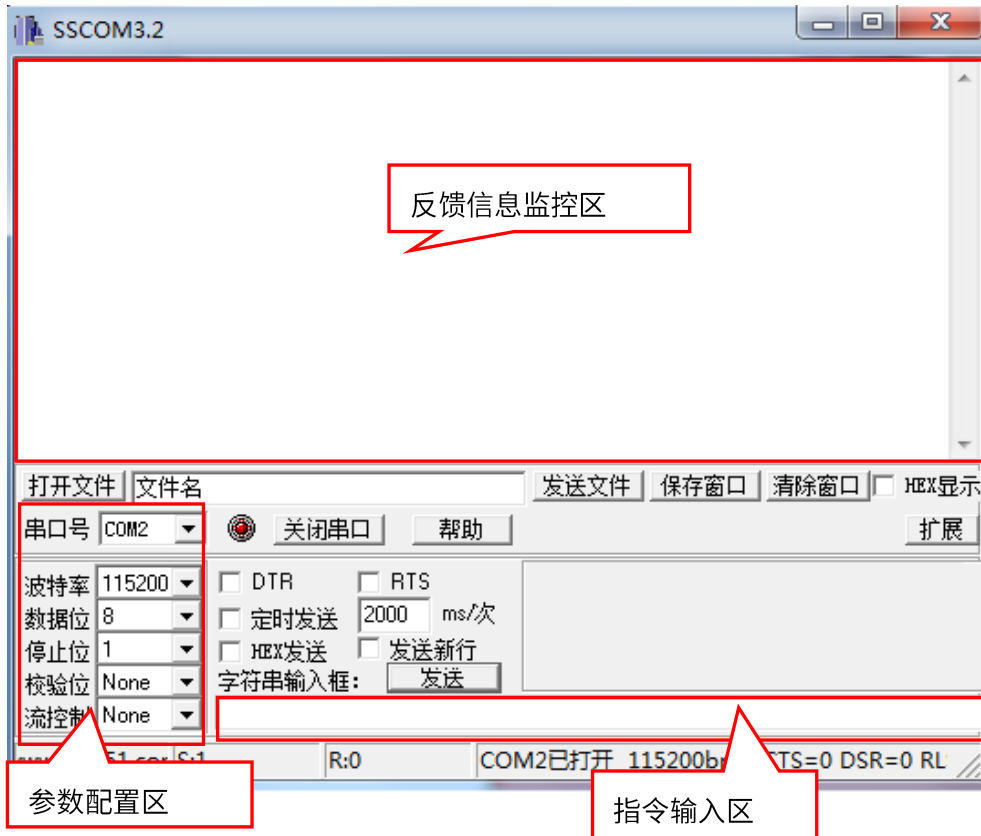 SSCOM3.2
反馈信息监控区
打开文件 文件名 发送文件 保存窗口 清除窗口 HEX显示
串口号 COM2 关闭串口 帮助 扩展
波特率 115200 DTR RTS
数据位 8 定时发送 2000 ms/次
停止位 1 HEX发送 发送新行
校验位 None 字符串输入框: 发送
流控制 None
S:1 R:0 COM2已打开 115200b CTS=0 DSR=0 RL
参数配置区
指令输入区